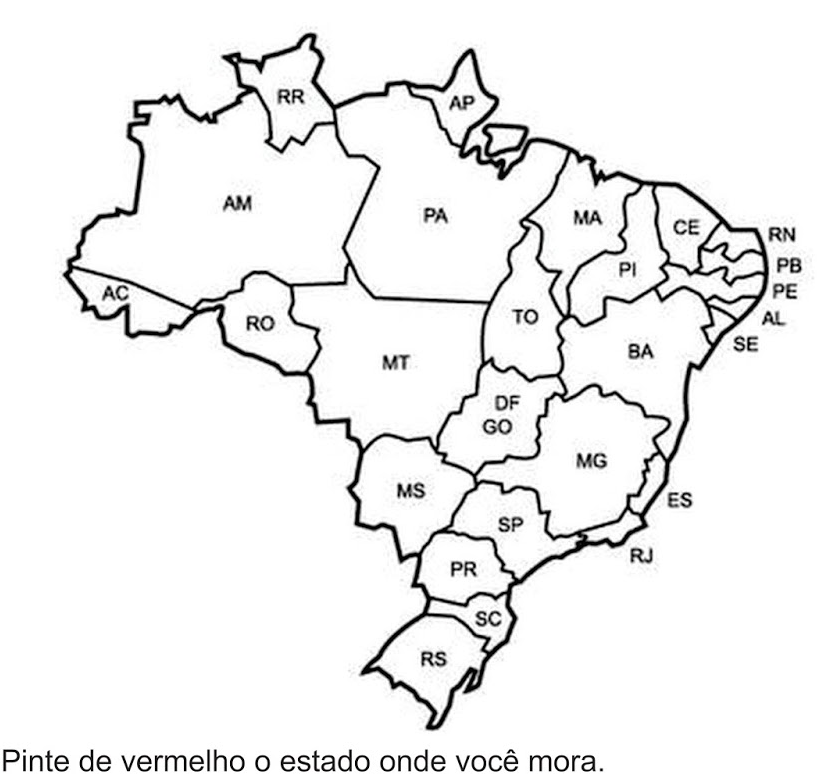 RR
AP
AM
PA
MA
CE
RN
PI
PB
PE
AC
AL
RO
TO
SE
BA
MT
DF
GO
MG
MS
ES
SP
RJ
PR
SC
RS
Pinte de vermelho o estado onde você mora.